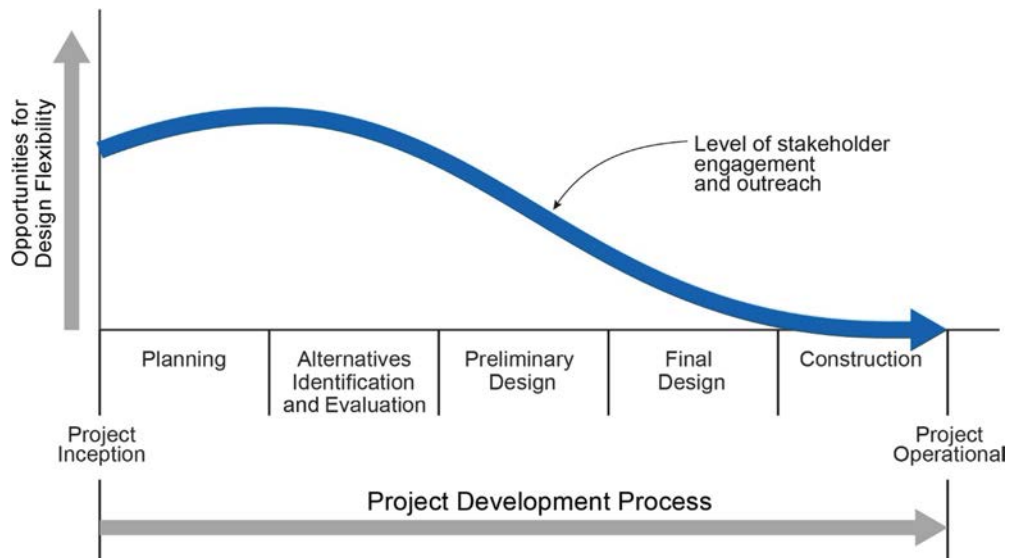 Opportunities for
Design Flexibility
Level of stakeholder
engagement
and outreach
Planning
Alternatives
Identification
and Evaluation
Preliminary
Design
Final
Design
Construction
Project
Inception
Project
Operational
Project Development Process